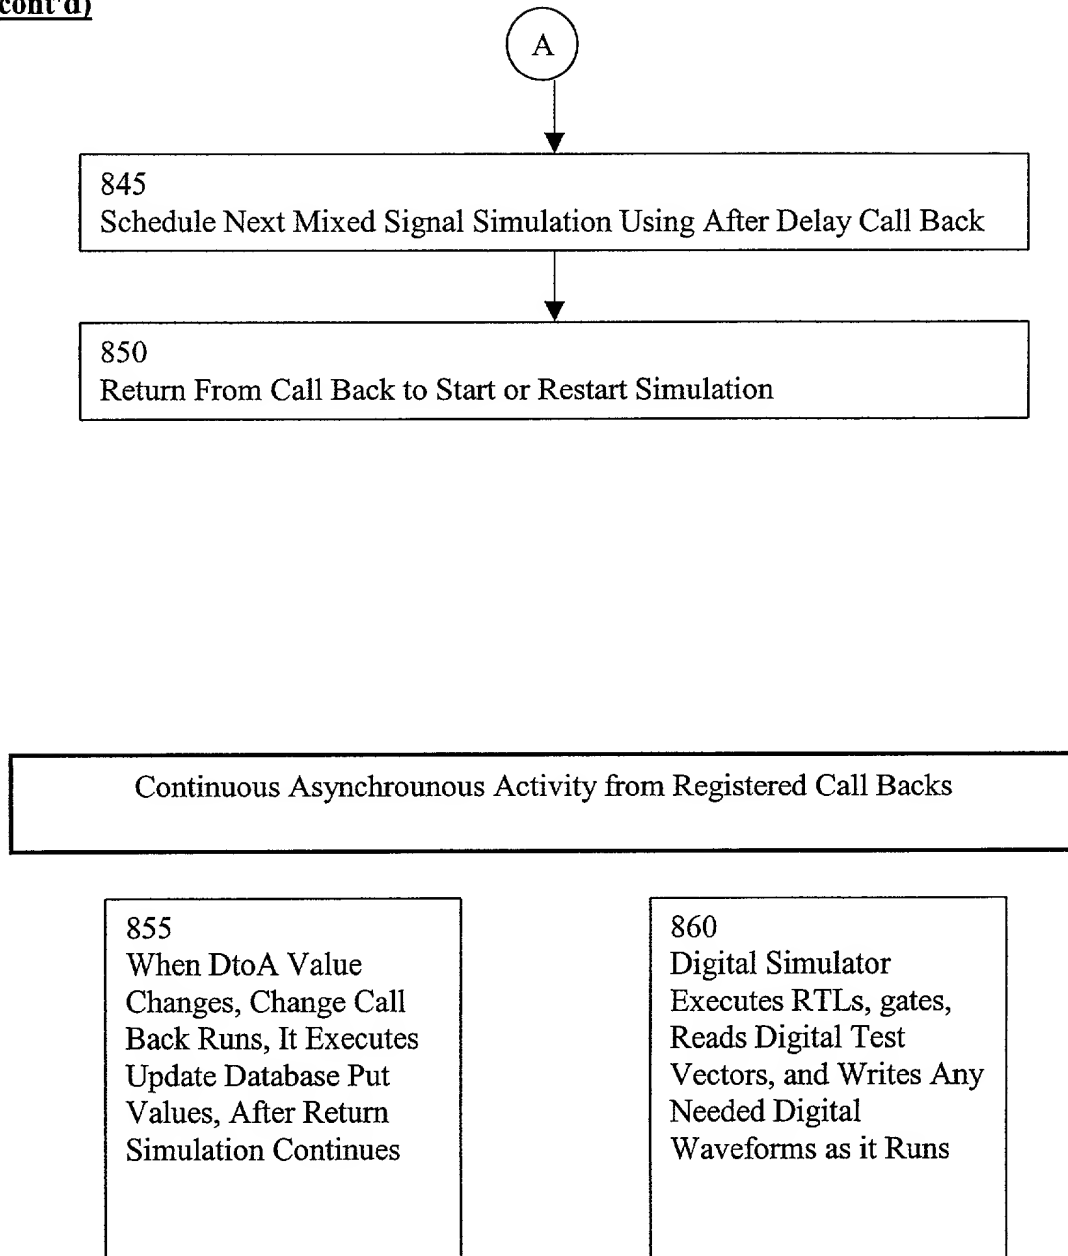 cont'd)
A
845
Schedule Next Mixed Signal Simulation Using After Delay Call Back
850
Return From Call Back to Start or Restart Simulation
Continuous Asynchrounous Activity from Registered Call Backs
855
When DtoA Value
Changes, Change Call
Back Runs, It Executes
Update Database Put
Values, After Return
Simulation Continues
860
Digital Simulator
Executes RTLs, gates,
Reads Digital Test
Vectors, and Writes Any
Needed Digital
Waveforms as it Runs